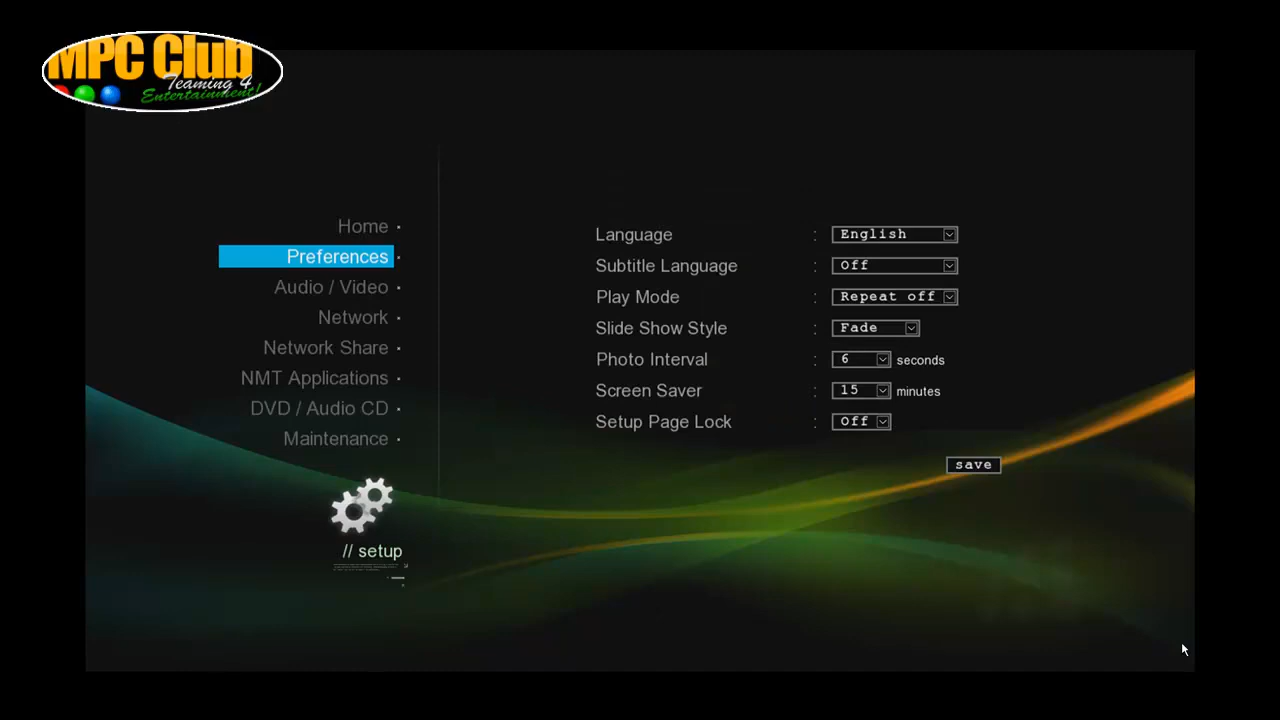 MPC Club
Teaming 4
Entertainment!
Home
Preferences
Audio / Video
Network
Network Share
NMT Applications
DVD / Audio CD
Maintenance
// setup
Language : English
Subtitle Language : Off
Play Mode : Repeat off
Slide Show Style : Fade
Photo Interval : 6 seconds
Screen Saver : 15 minutes
Setup Page Lock : Off
save